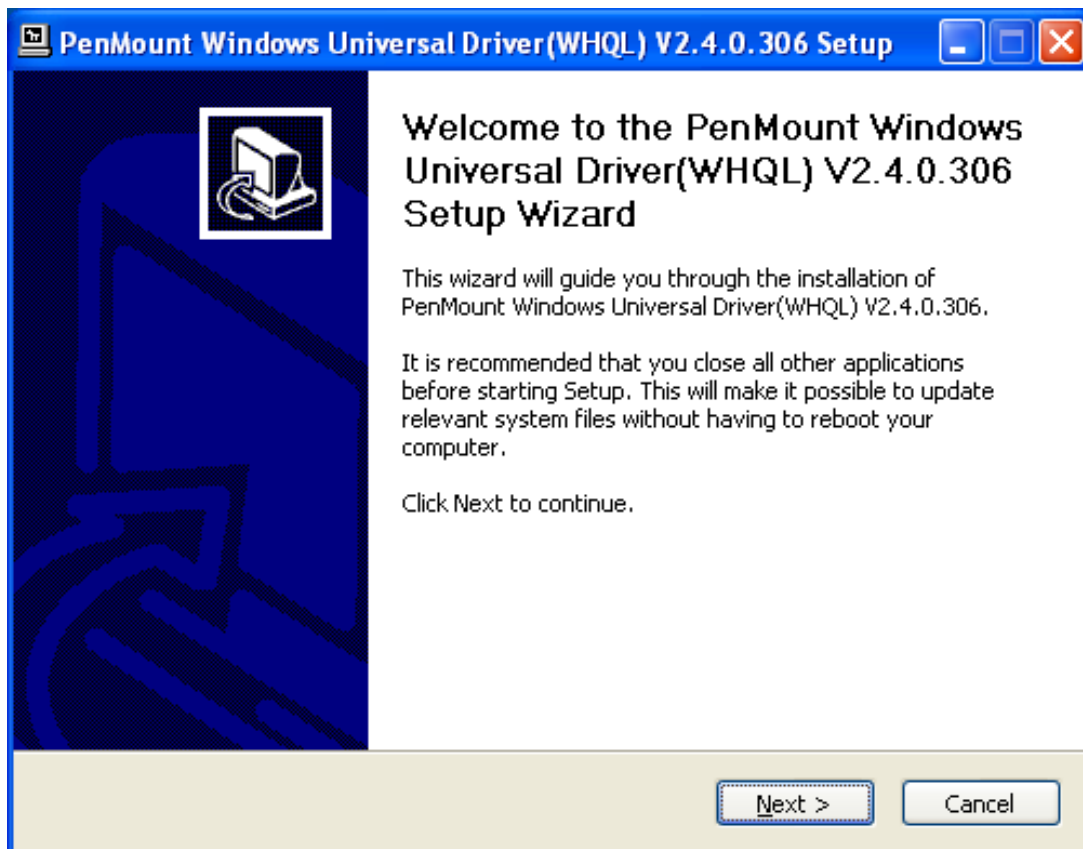 PenMount Windows Universal Driver(WHQL) V2.4.0.306 Setup
Welcome to the PenMount Windows
Universal Driver(WHQL) V2.4.0.306
Setup Wizard
This wizard will guide you through the installation of
PenMount Windows Universal Driver(WHQL) V2.4.0.306.
It is recommended that you close all other applications
before starting Setup. This will make it possible to update
relevant system files without having to reboot your
computer.
Click Next to continue.
Next >
Cancel